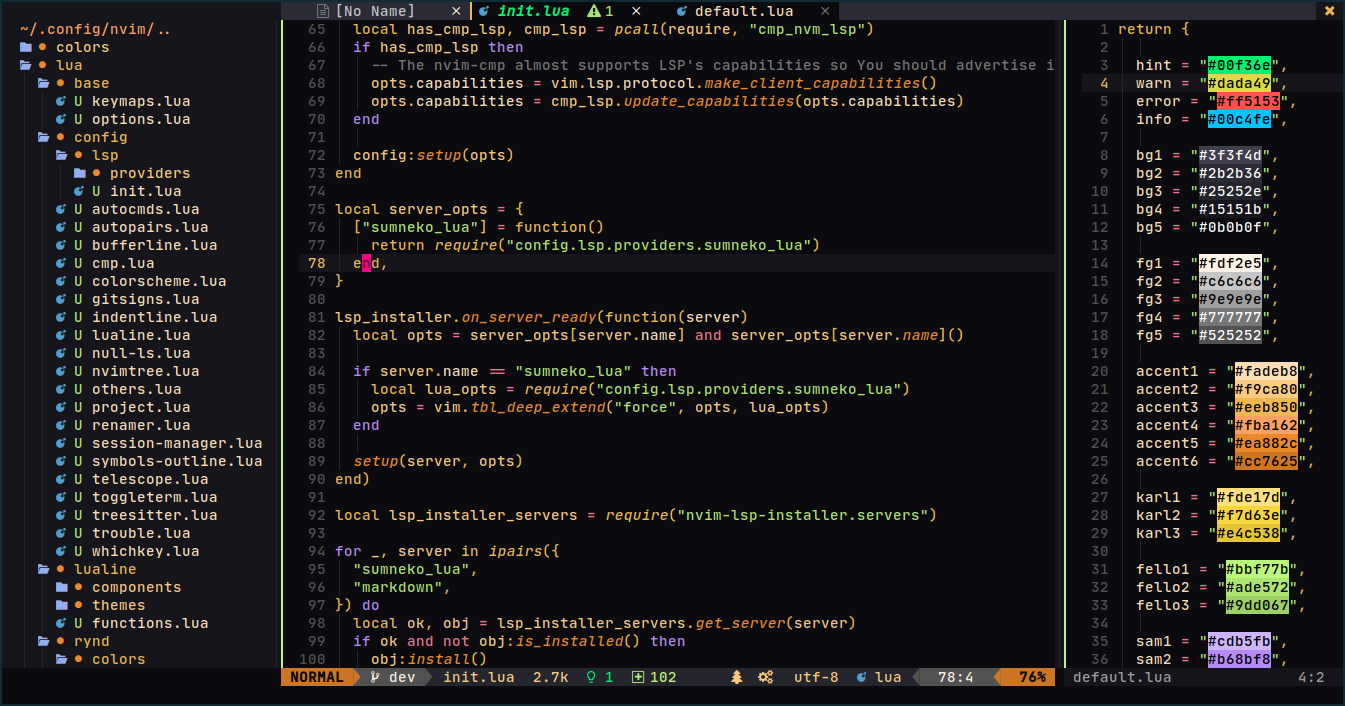 [No Name] ×
init.lua 1 ×
default.lua ×
~/.config/nvim/..
colors
lua
base
U keymaps.lua
U options.lua
config
lsp
providers
U init.lua
U autocmds.lua
U autopairs.lua
U bufferline.lua
U cmp.lua
U colorscheme.lua
U gitsigns.lua
U indentline.lua
U lualine.lua
U null-ls.lua
U nvimtree.lua
U others.lua
U project.lua
U renamer.lua
U session-manager.lua
U symbols-outline.lua
U telescope.lua
U toggleterm.lua
U treesitter.lua
U trouble.lua
U whichkey.lua
lualine
components
themes
U functions.lua
rynd
colors
65 local has_cmp_lsp, cmp_lsp = pcall(require, "cmp_nvm_lsp")
66 if has_cmp_lsp then
67 -- The nvim-cmp almost supports LSP's capabilities so You should advertise i
68 opts.capabilities = vim.lsp.protocol.make_client_capabilities()
69 opts.capabilities = cmp_lsp.update_capabilities(opts.capabilities)
70 end
71
72 config:setup(opts)
73 end
74
75 local server_opts = {
76 ["sumneko_lua"] = function()
77 return require("config.lsp.providers.sumneko_lua")
78 end,
79 }
80
81 lsp_installer.on_server_ready(function(server)
82 local opts = server_opts[server.name] and server_opts[server.name]()
83
84 if server.name == "sumneko_lua" then
85 local lua_opts = require("config.lsp.providers.sumneko_lua")
86 opts = vim.tbl_deep_extend("force", opts, lua_opts)
87 end
88
89 setup(server, opts)
90 end)
91
92 local lsp_installer_servers = require("nvim-lsp-installer.servers")
93
94 for _, server in ipairs({
95 "sumneko_lua",
96 "markdown",
97 }) do
98 local ok, obj = lsp_installer_servers.get_server(server)
99 if ok and not obj:is_installed() then
100 obj:install()
1 return {
2
3 hint = "#00f36e",
4 warn = "#dada49",
5 error = "#ff5153",
6 info = "#00c4fe",
7
8 bg1 = "#3f3f4d",
9 bg2 = "#2b2b36",
10 bg3 = "#25252e",
11 bg4 = "#15151b",
12 bg5 = "#0b0b0f",
13
14 fg1 = "#fdf2e5",
15 fg2 = "#c6c6c6",
16 fg3 = "#9e9e9e",
17 fg4 = "#777777",
18 fg5 = "#525252",
19
20 accent1 = "#fadeb8",
21 accent2 = "#f9ca80",
22 accent3 = "#eeb850",
23 accent4 = "#fba162",
24 accent5 = "#ea882c",
25 accent6 = "#cc7625",
26
27 karl1 = "#fde17d",
28 karl2 = "#f7d63e",
29 karl3 = "#e4c538",
30
31 fello1 = "#bbf77b",
32 fello2 = "#ade572",
33 fello3 = "#9dd067",
34
35 sam1 = "#cdb5fb",
36 sam2 = "#b68bf8",
NORMAL dev init.lua 2.7k 1 102 utf-8 lua 78:4 76%
default.lua 4:2